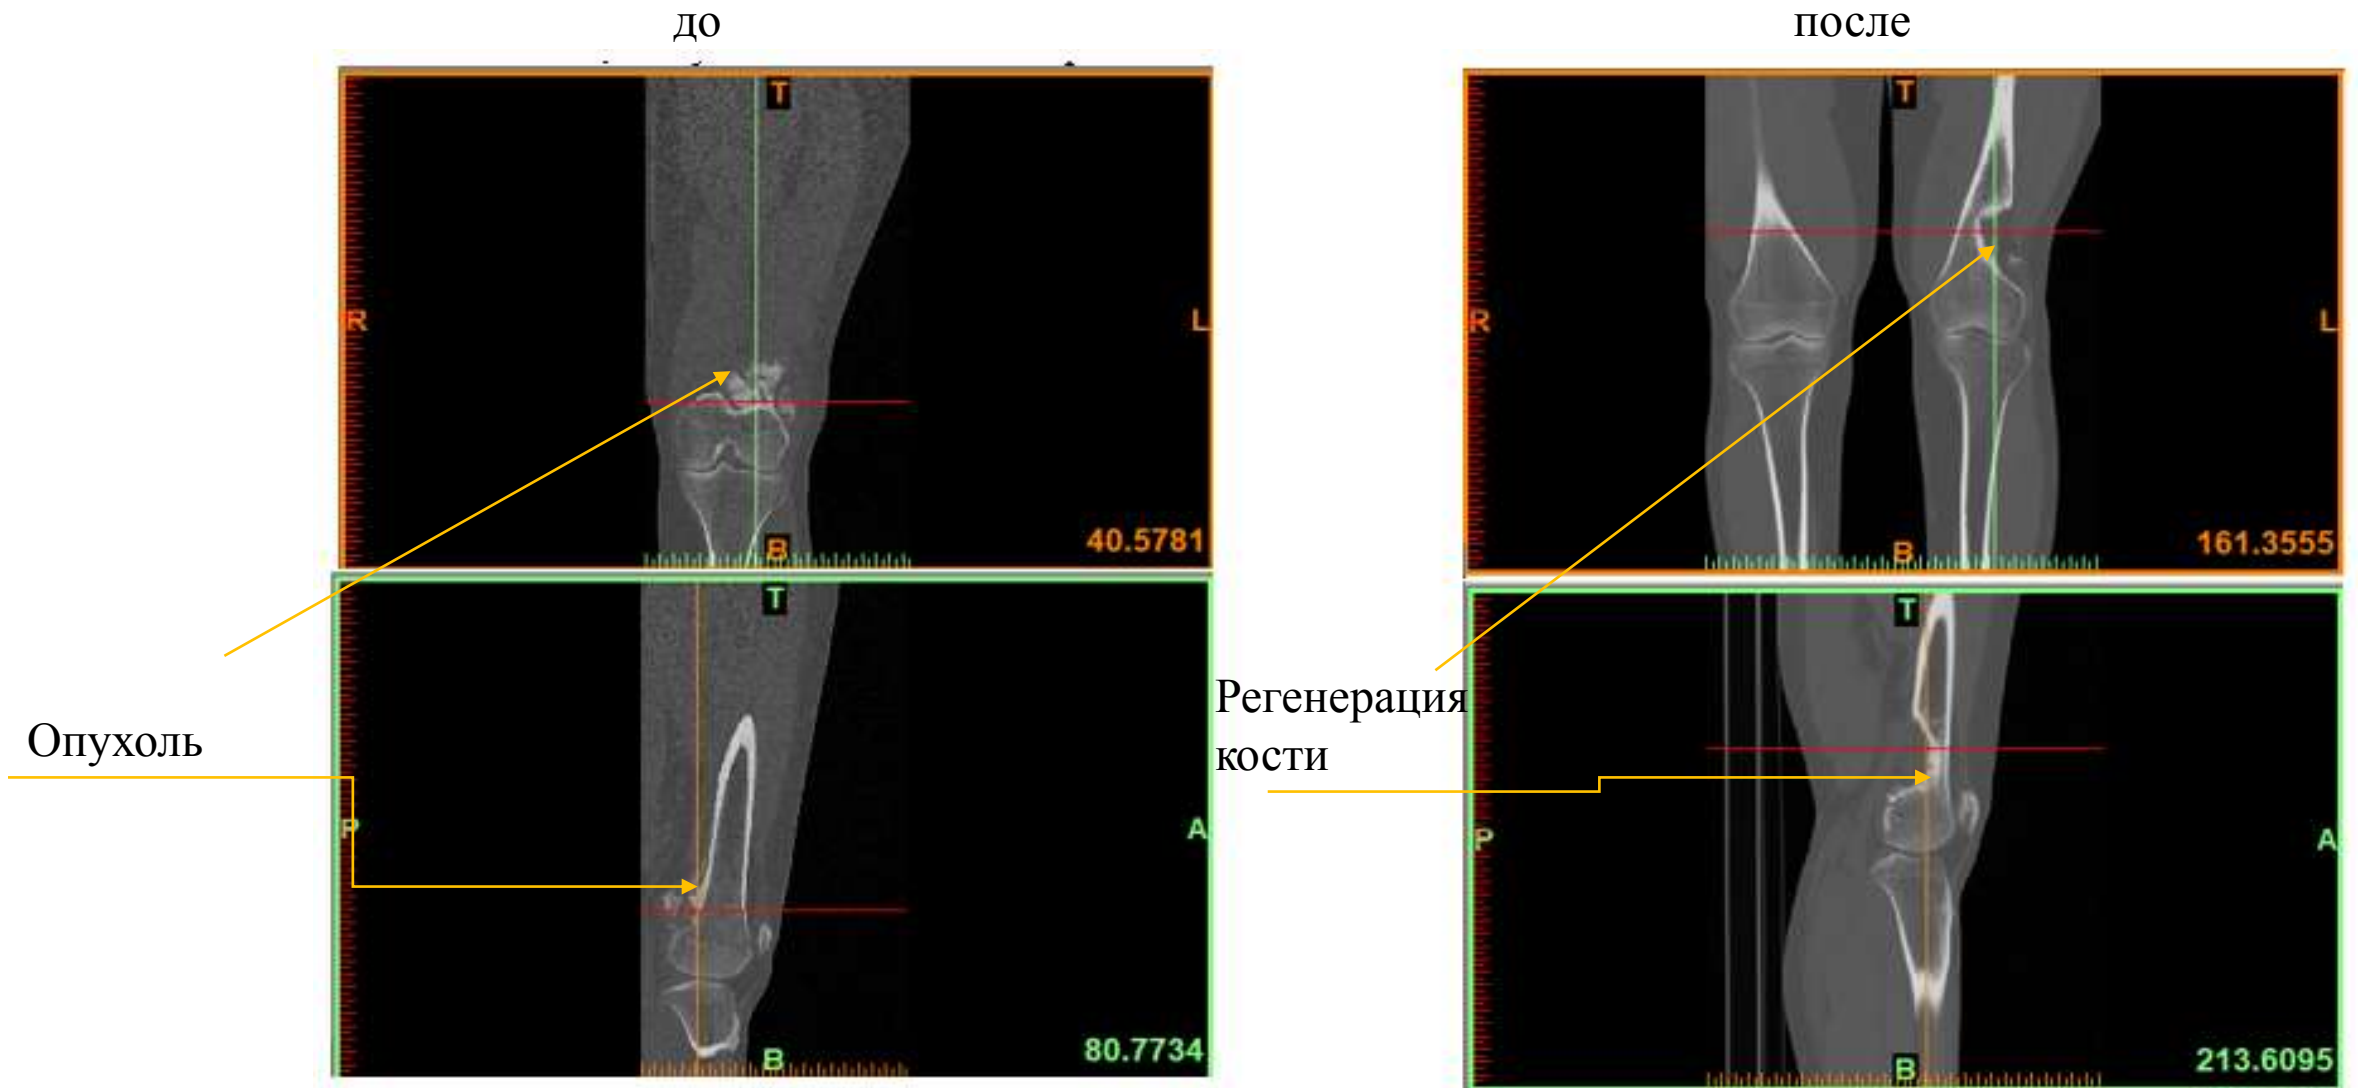 до
после
T
R
L
B
40.5781
T
R
L
B
161.3555
T
P
A
B
80.7734
T
P
A
B
213.6095
Опухоль
Регенерация
кости